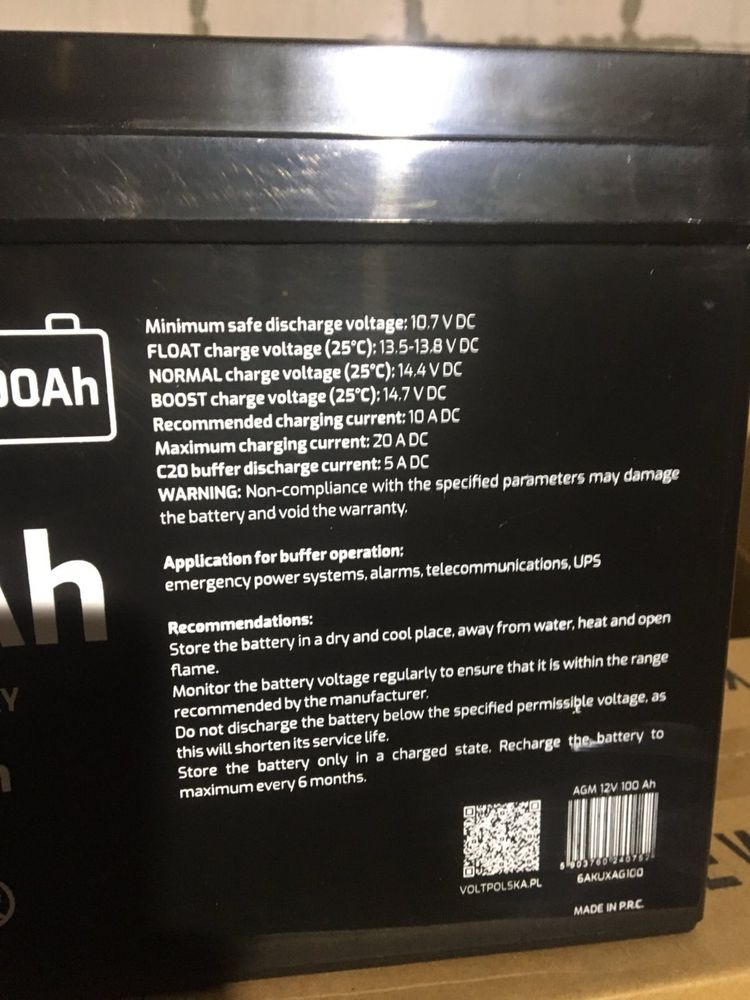 00Ah
Minimum safe discharge voltage: 10.7 V DC
FLOAT charge voltage (25°C): 13.5-13.8 V DC
NORMAL charge voltage (25°C): 14.4 V DC
BOOST charge voltage (25°C): 14.7 V DC
Recommended charging current: 10 A DC
Maximum charging current: 20 A DC
C20 buffer discharge current: 5 A DC
WARNING: Non-compliance with the specified parameters may damage
the battery and void the warranty.
Ah
Application for buffer operation:
emergency power systems, alarms, telecommunications, UPS
Recommendations:
Store the battery in a dry and cool place, away from water, heat and open
flame.
Monitor the battery voltage regularly to ensure that it is within the range
recommended by the manufacturer.
Do not discharge the battery below the specified permissible voltage, as
this will shorten its service life.
Store the battery only in a charged state. Recharge the battery to
maximum every 6 months.
AGM 12V 100 Ah
VOLTPOLSKA.PL
6AKUXAG100
MADE IN P.R.C.